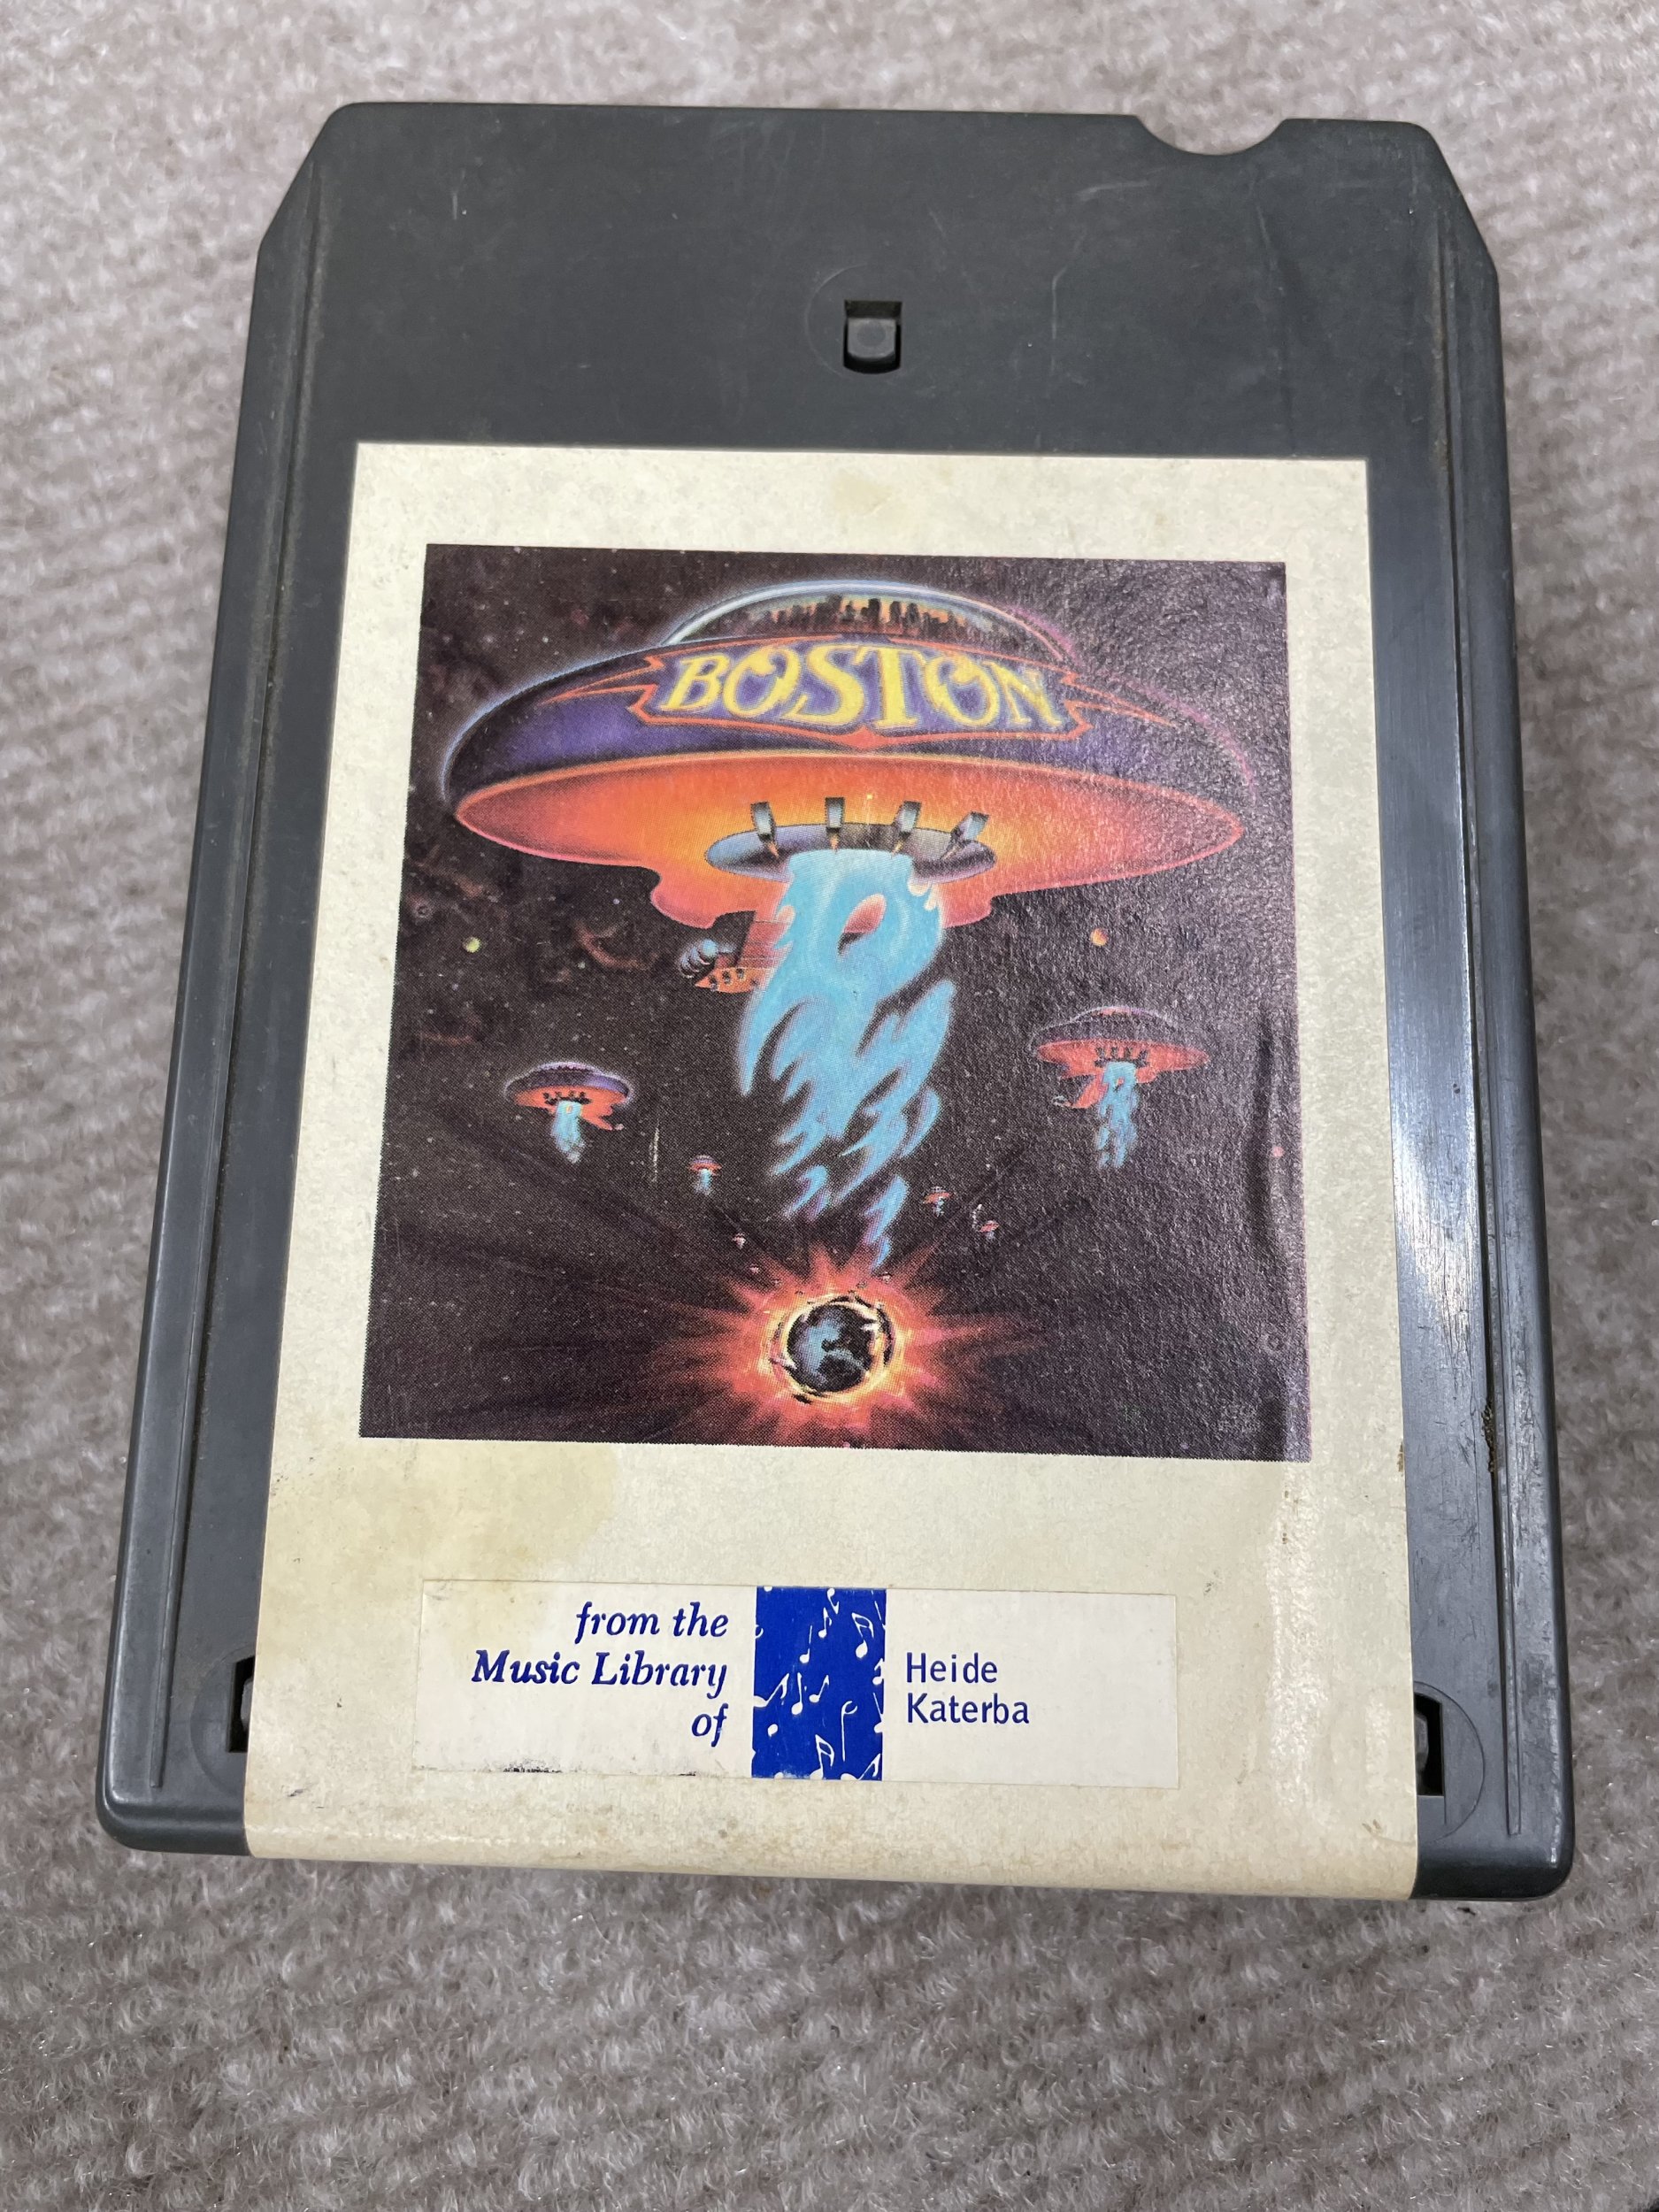 BOSTON
from the
Music Library
of
Heide
Katerba